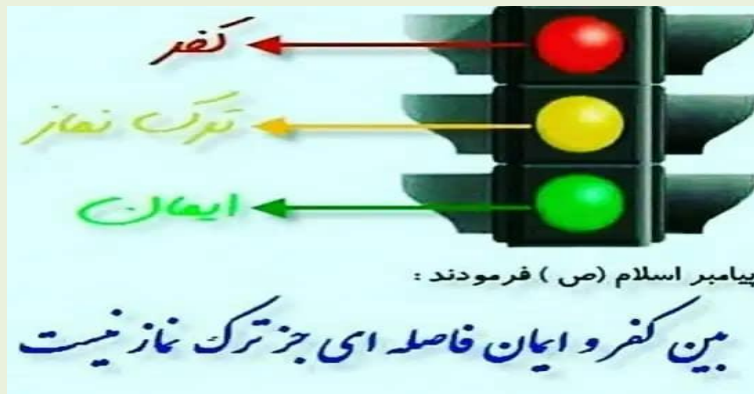 کفر
ترک نماز
ایمان
پیامبر اسلام (ص) فرمودند :
بین کفر و ایمان فاصله ای جز ترک نماز نیست